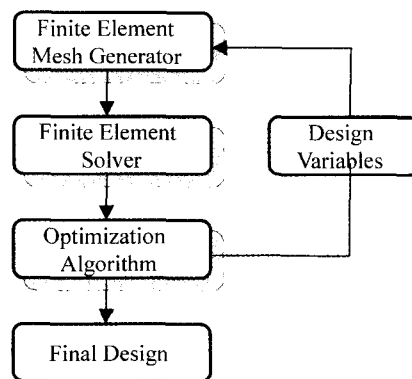 Finite Element
Mesh Generator
Finite Element
Solver
Design
Variables
Optimization
Algorithm
Final Design